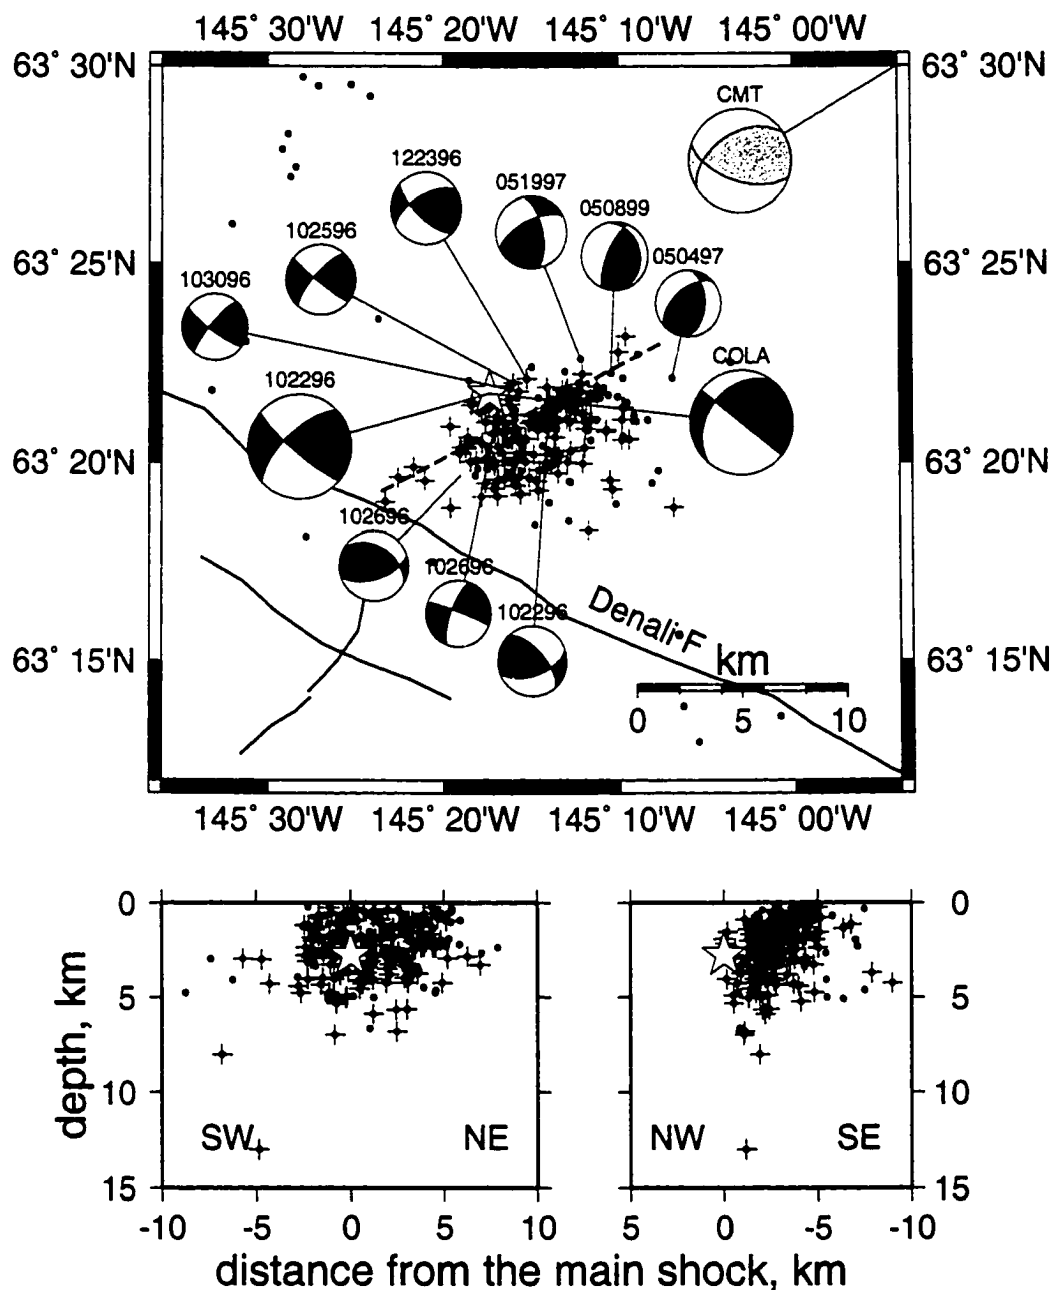 145° 30'W 145° 20'W 145° 10'W 145° 00'W
63° 30'N 63° 30'N
CMT
122396
051997
050899
102596
050497
63° 25'N 63° 25'N
103096
COLA
102296
63° 20'N 63° 20'N
102696
102696
102296
Denali F
63° 15'N 63° 15'N
km
0 5 10
145° 30'W 145° 20'W 145° 10'W 145° 00'W
0 0
5 5
depth, km
10 10
SW NE NW SE
15 15
-10 -5 0 5 10 5 0 -5 -10
distance from the main shock, km